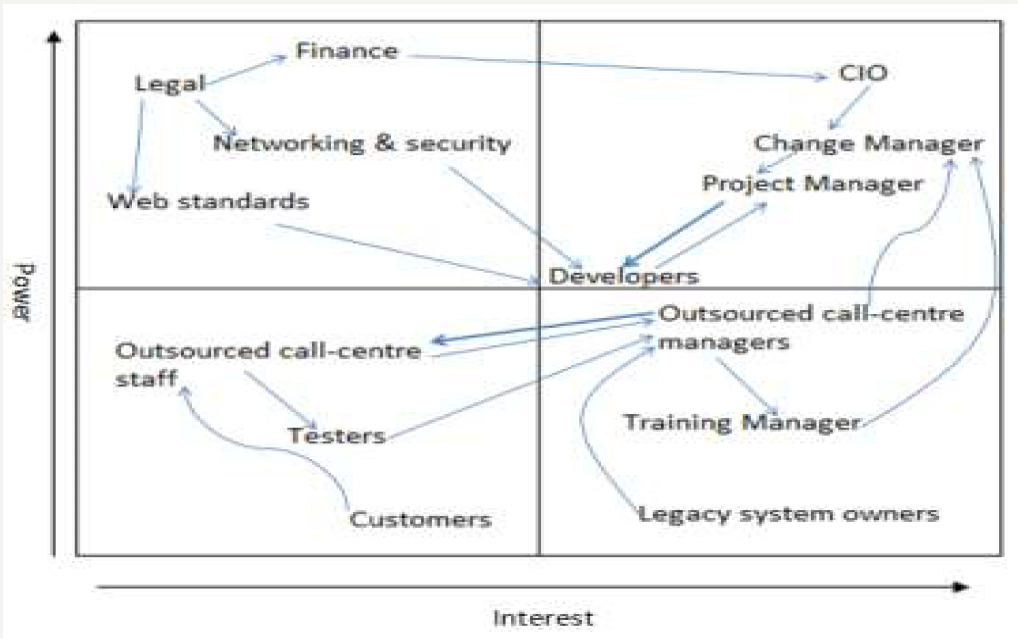 Finance
CIO
Legal
Networking & security
Change Manager
Project Manager
Web standards
Developers
Power
Outsourced call-centre
managers
Outsourced call-centre
staff
Training Manager
Testers
Legacy system owners
Customers
Interest